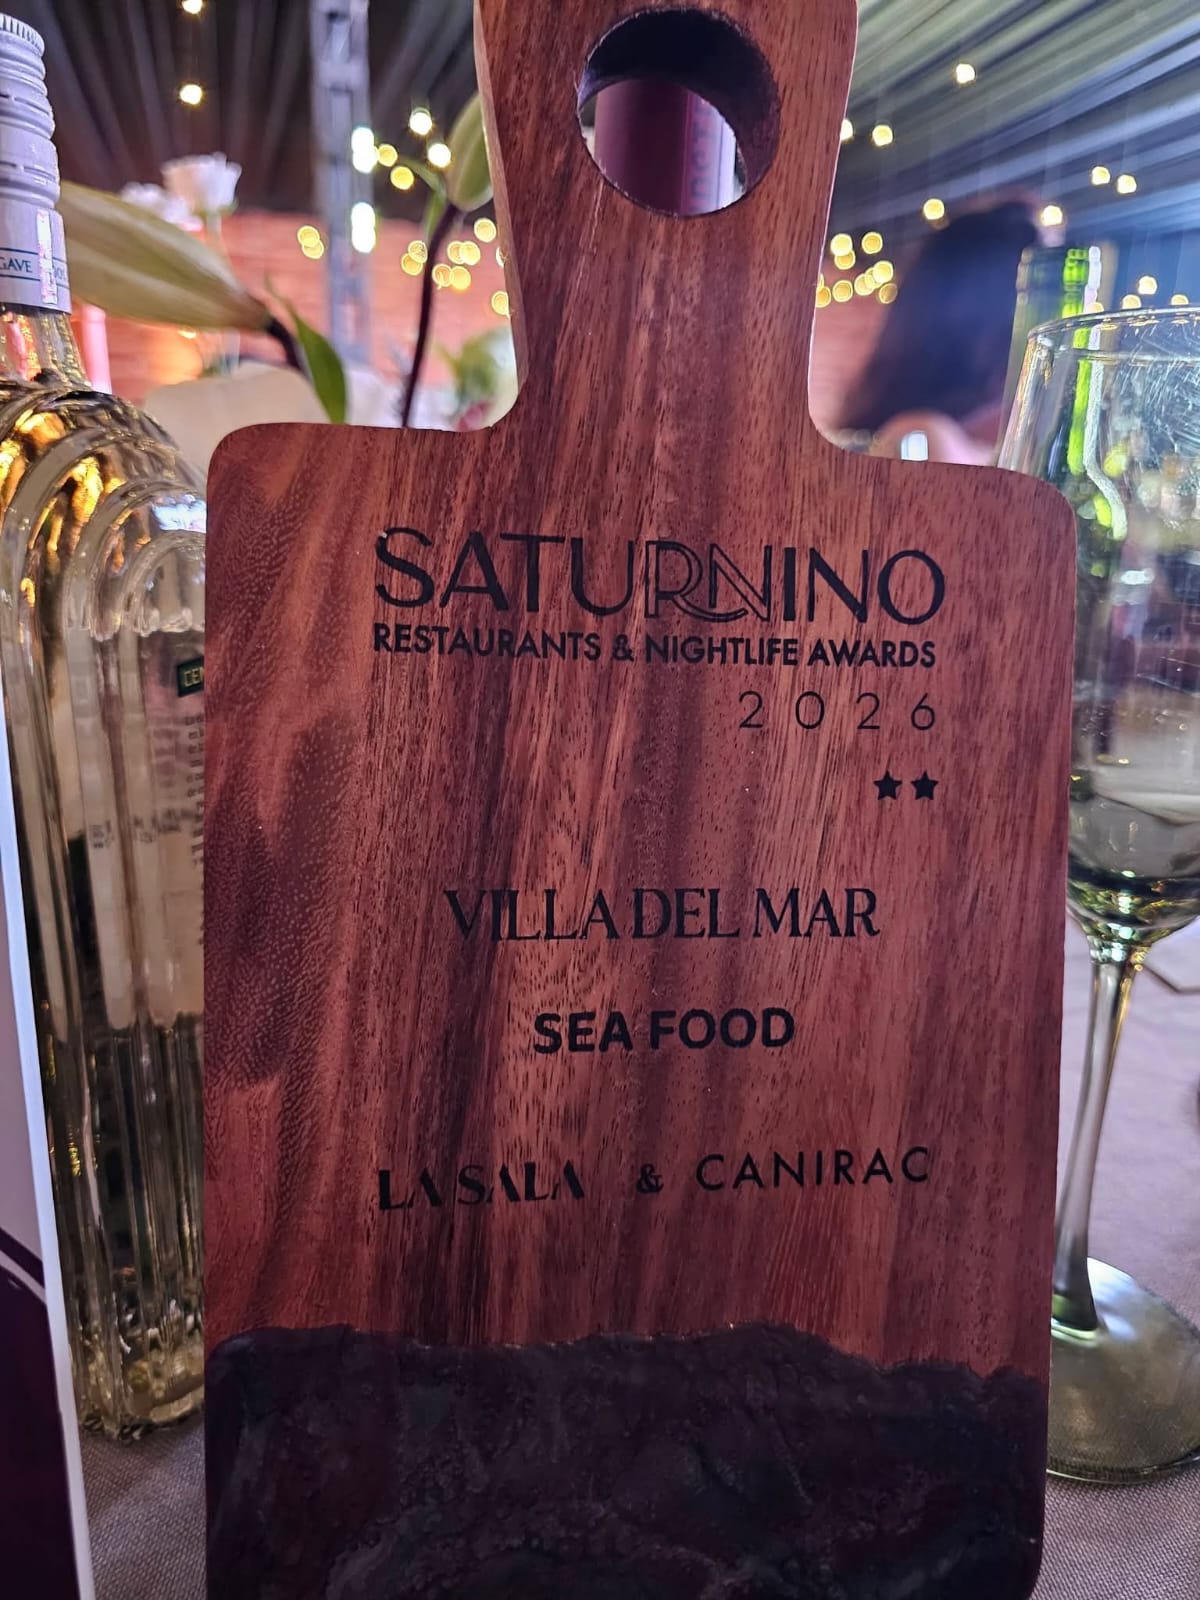 SATURNINO
RESTAURANTS & NIGHTLIFE AWARDS
2026
★★
VILLA DEL MAR
SEA FOOD
LA SALA & CANIRAC